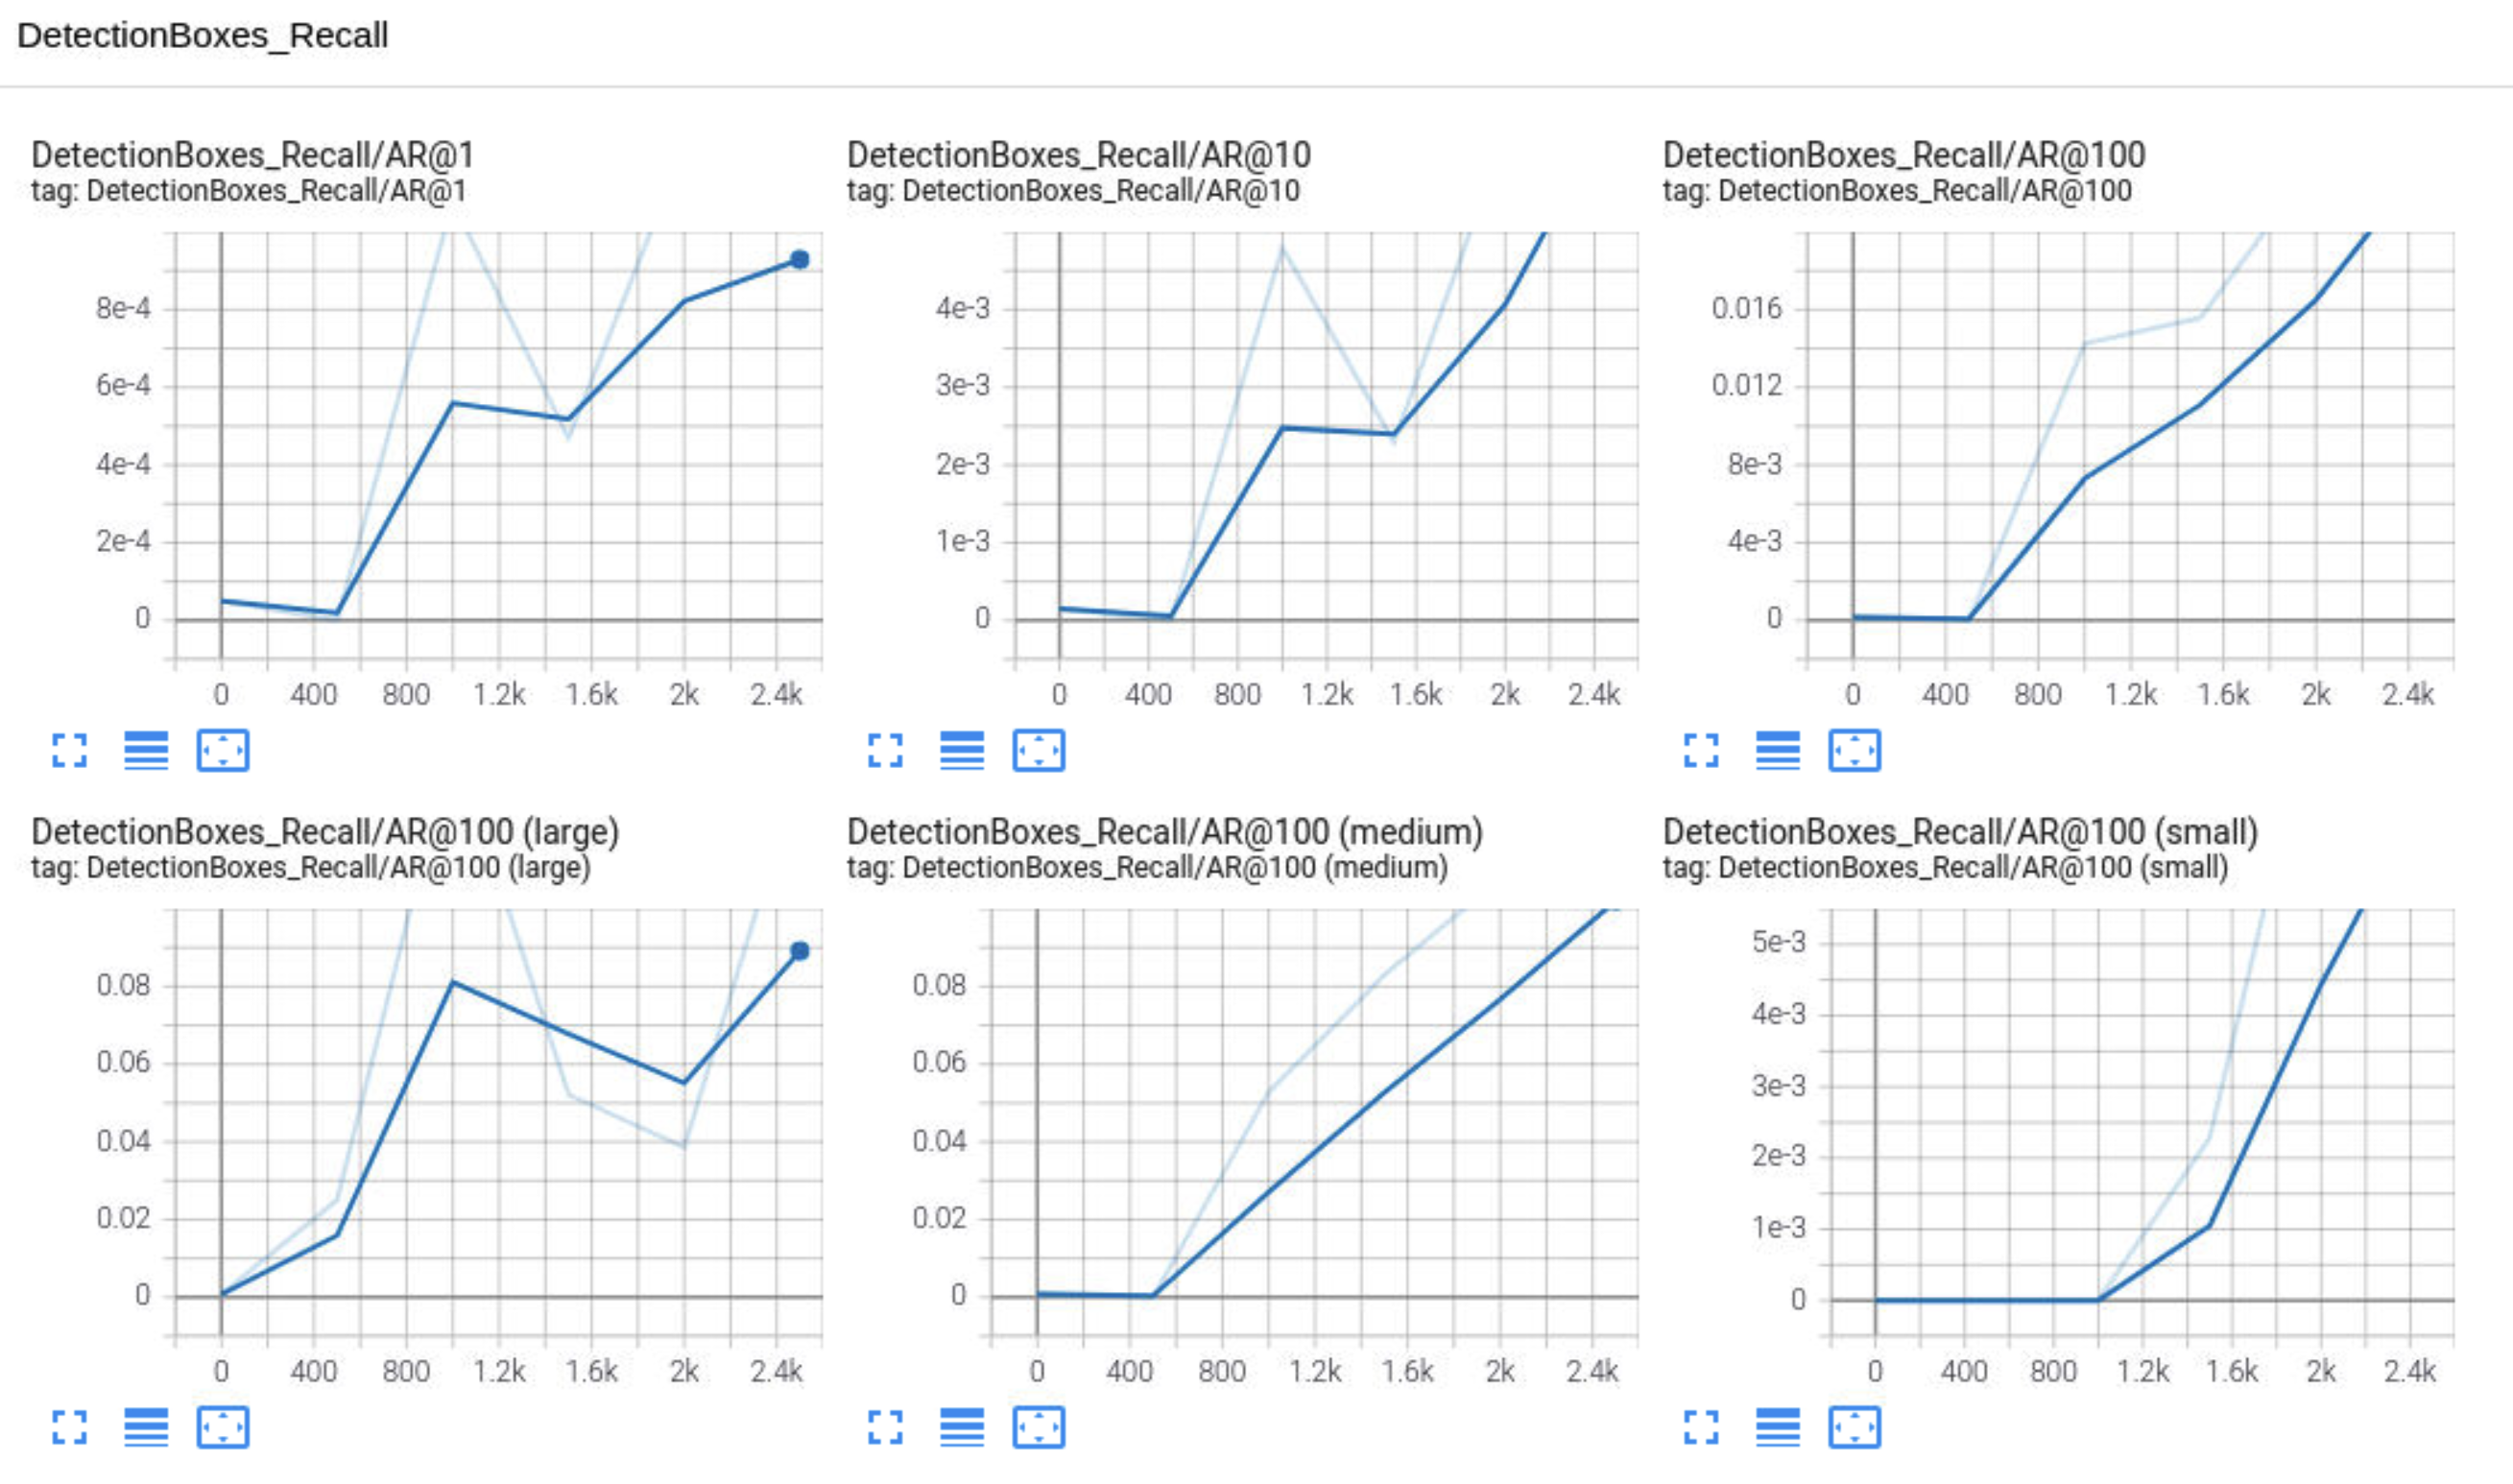 DetectionBoxes_Recall
DetectionBoxes_Recall/AR@1
tag: DetectionBoxes_Recall/AR@1
8e-4
6e-4
4e-4
2e-4
0
0 400 800 1.2k 1.6k 2k 2.4k
DetectionBoxes_Recall/AR@10
tag: DetectionBoxes_Recall/AR@10
4e-3
3e-3
2e-3
1e-3
0
0 400 800 1.2k 1.6k 2k 2.4k
DetectionBoxes_Recall/AR@100
tag: DetectionBoxes_Recall/AR@100
0.016
0.012
8e-3
4e-3
0
0 400 800 1.2k 1.6k 2k 2.4k
DetectionBoxes_Recall/AR@100 (large)
tag: DetectionBoxes_Recall/AR@100 (large)
0.08
0.06
0.04
0.02
0
0 400 800 1.2k 1.6k 2k 2.4k
DetectionBoxes_Recall/AR@100 (medium)
tag: DetectionBoxes_Recall/AR@100 (medium)
0.08
0.06
0.04
0.02
0
0 400 800 1.2k 1.6k 2k 2.4k
DetectionBoxes_Recall/AR@100 (small)
tag: DetectionBoxes_Recall/AR@100 (small)
5e-3
4e-3
3e-3
2e-3
1e-3
0
0 400 800 1.2k 1.6k 2k 2.4k